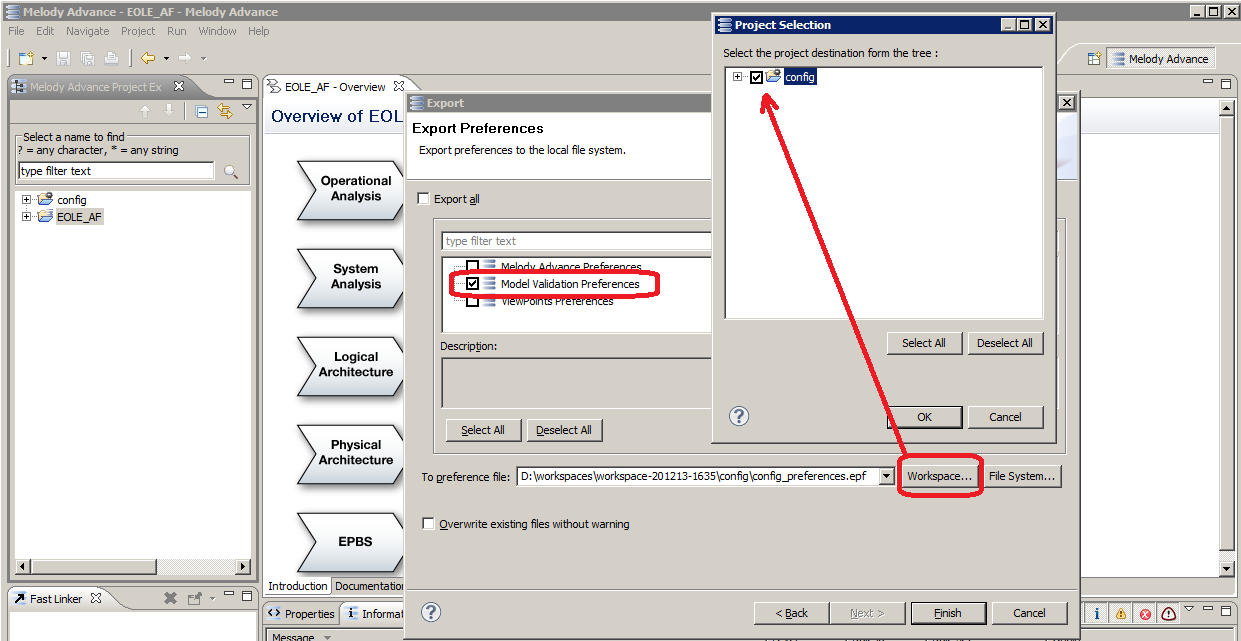 Melody Advance - EOLE_AF - Melody Advance
File Edit Navigate Project Run Window Help
Melody Advance
Melody Advance Project Ex
Select a name to find
? = any character, * = any string
type filter text
config
EOLE_AF
Fast Linker
EOLE_AF - Overview
Overview of EOL
Operational
Analysis
System
Analysis
Logical
Architecture
Physical
Architecture
EPBS
Introduction Documentation
Properties Informat
Message
Export
Export Preferences
Export preferences to the local file system.
Export all
type filter text
Melody Advance Preferences
Model Validation Preferences
ViewPoints Preferences
Description:
Select All Deselect All
To preference file: D:\workspaces\workspace-201213-1635\config\config_preferences.epf Workspace... File System...
Overwrite existing files without warning
< Back Next > Finish Cancel
Project Selection
Select the project destination form the tree :
config
Select All Deselect All
OK Cancel